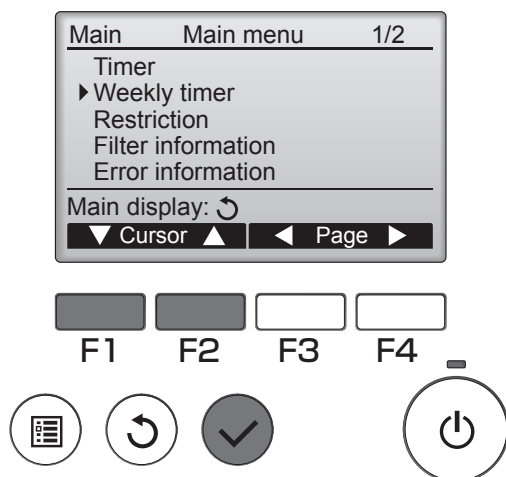 Main Main menu 1/2
Timer
Weekly timer
Restriction
Filter information
Error information
Main display:
Cursor Page
F1 F2 F3 F4